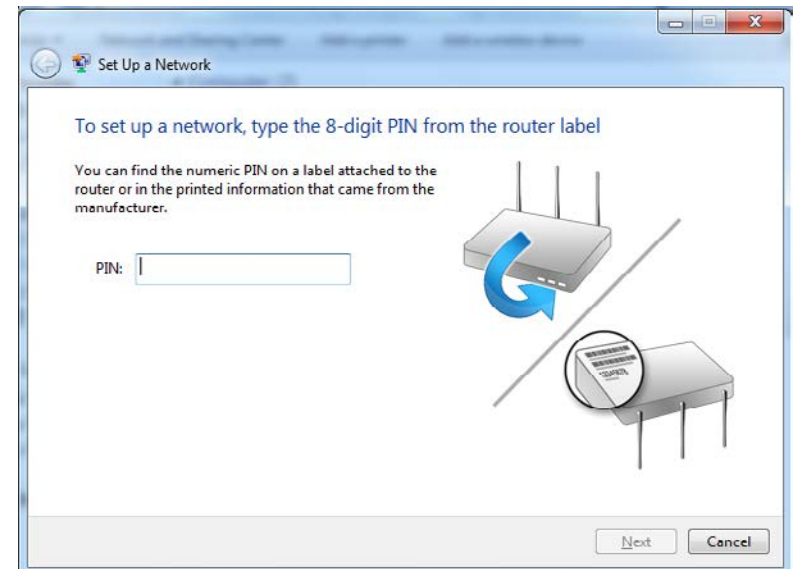 Set Up a Network
To set up a network, type the 8-digit PIN from the router label
You can find the numeric PIN on a label attached to the
router or in the printed information that came from the
manufacturer.
PIN:
12345678
Next
Cancel